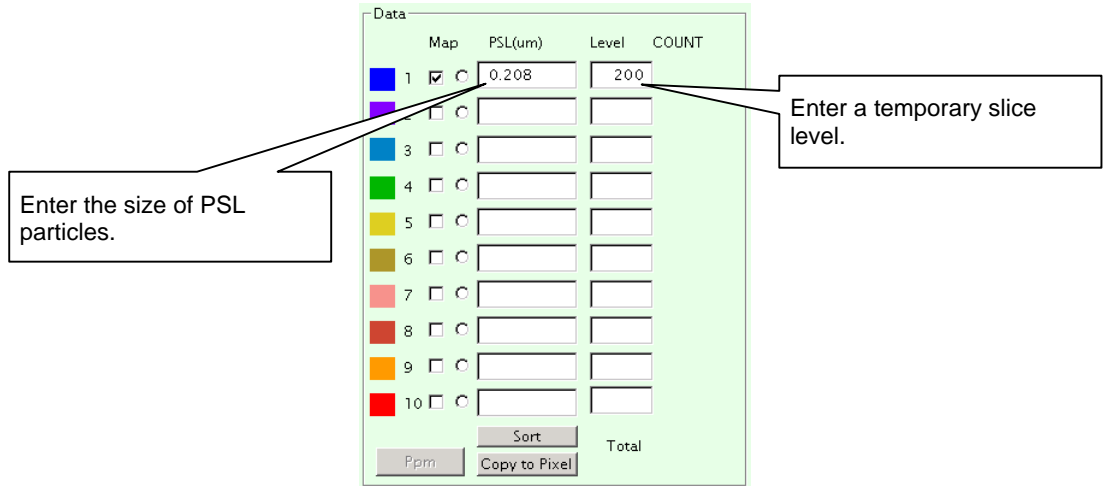 Data
Map PSL(um) Level COUNT
1 0.208 200
2
3
4
5
6
7
8
9
10
Sort
Total
Ppm
Copy to Pixel
Enter the size of PSL
particles.
Enter a temporary slice
level.